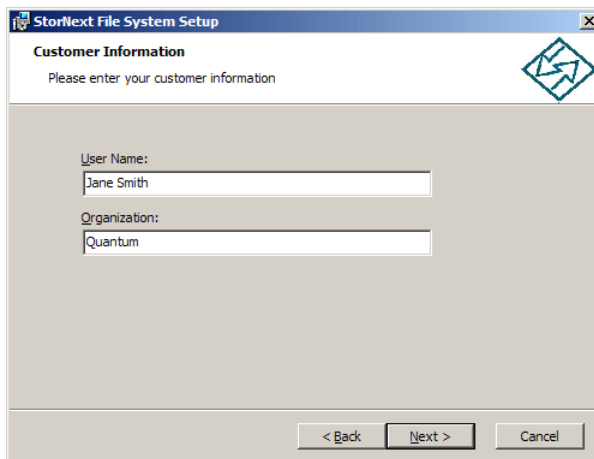 StorNext File System Setup
Customer Information
Please enter your customer information
User Name:
Jane Smith
Organization:
Quantum
< Back
Next >
Cancel